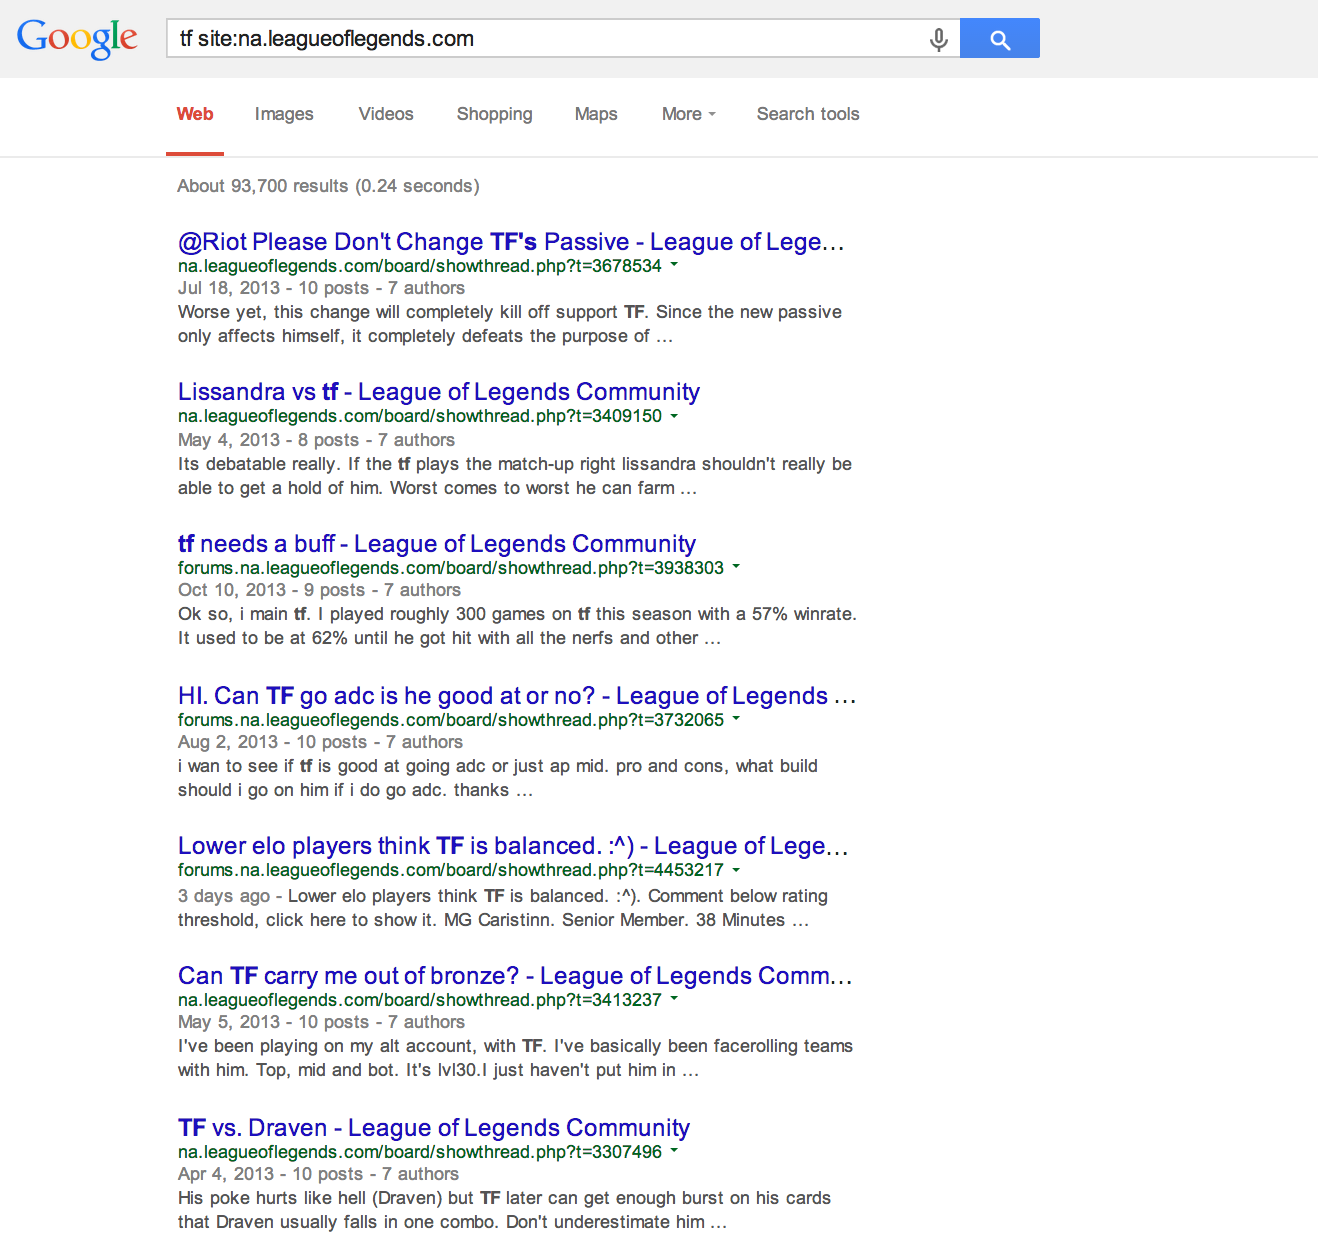 Google
tf site:na.leagueoflegends.com
Web Images Videos Shopping Maps More Search tools
About 93,700 results (0.24 seconds)
@Riot Please Don't Change TF's Passive - League of Lege...
na.leagueoflegends.com/board/showthread.php?t=3678534
Jul 18, 2013 - 10 posts - 7 authors
Worse yet, this change will completely kill off support TF. Since the new passive
only affects himself, it completely defeats the purpose of ...
Lissandra vs tf - League of Legends Community
na.leagueoflegends.com/board/showthread.php?t=3409150
May 4, 2013 - 8 posts - 7 authors
Its debatable really. If the tf plays the match-up right lissandra shouldn't really be
able to get a hold of him. Worst comes to worst he can farm ...
tf needs a buff - League of Legends Community
forums.na.leagueoflegends.com/board/showthread.php?t=3938303
Oct 10, 2013 - 9 posts - 7 authors
Ok so, i main tf. I played roughly 300 games on tf this season with a 57% winrate.
It used to be at 62% until he got hit with all the nerfs and other ...
HI. Can TF go adc is he good at or no? - League of Legends ...
forums.na.leagueoflegends.com/board/showthread.php?t=3732065
Aug 2, 2013 - 10 posts - 7 authors
i wan to see if tf is good at going adc or just ap mid. pro and cons, what build
should i go on him if i do go adc. thanks ...
Lower elo players think TF is balanced. :^) - League of Lege...
forums.na.leagueoflegends.com/board/showthread.php?t=4453217
3 days ago - Lower elo players think TF is balanced. :^). Comment below rating
threshold, click here to show it. MG Caristinn. Senior Member. 38 Minutes ...
Can TF carry me out of bronze? - League of Legends Comm...
na.leagueoflegends.com/board/showthread.php?t=3413237
May 5, 2013 - 10 posts - 7 authors
I've been playing on my alt account, with TF. I've basically been facerolling teams
with him. Top, mid and bot. It's lvl30.I just haven't put him in ...
TF vs. Draven - League of Legends Community
na.leagueoflegends.com/board/showthread.php?t=3307496
Apr 4, 2013 - 10 posts - 7 authors
His poke hurts like hell (Draven) but TF later can get enough burst on his cards
that Draven usually falls in one combo. Don't underestimate him ...